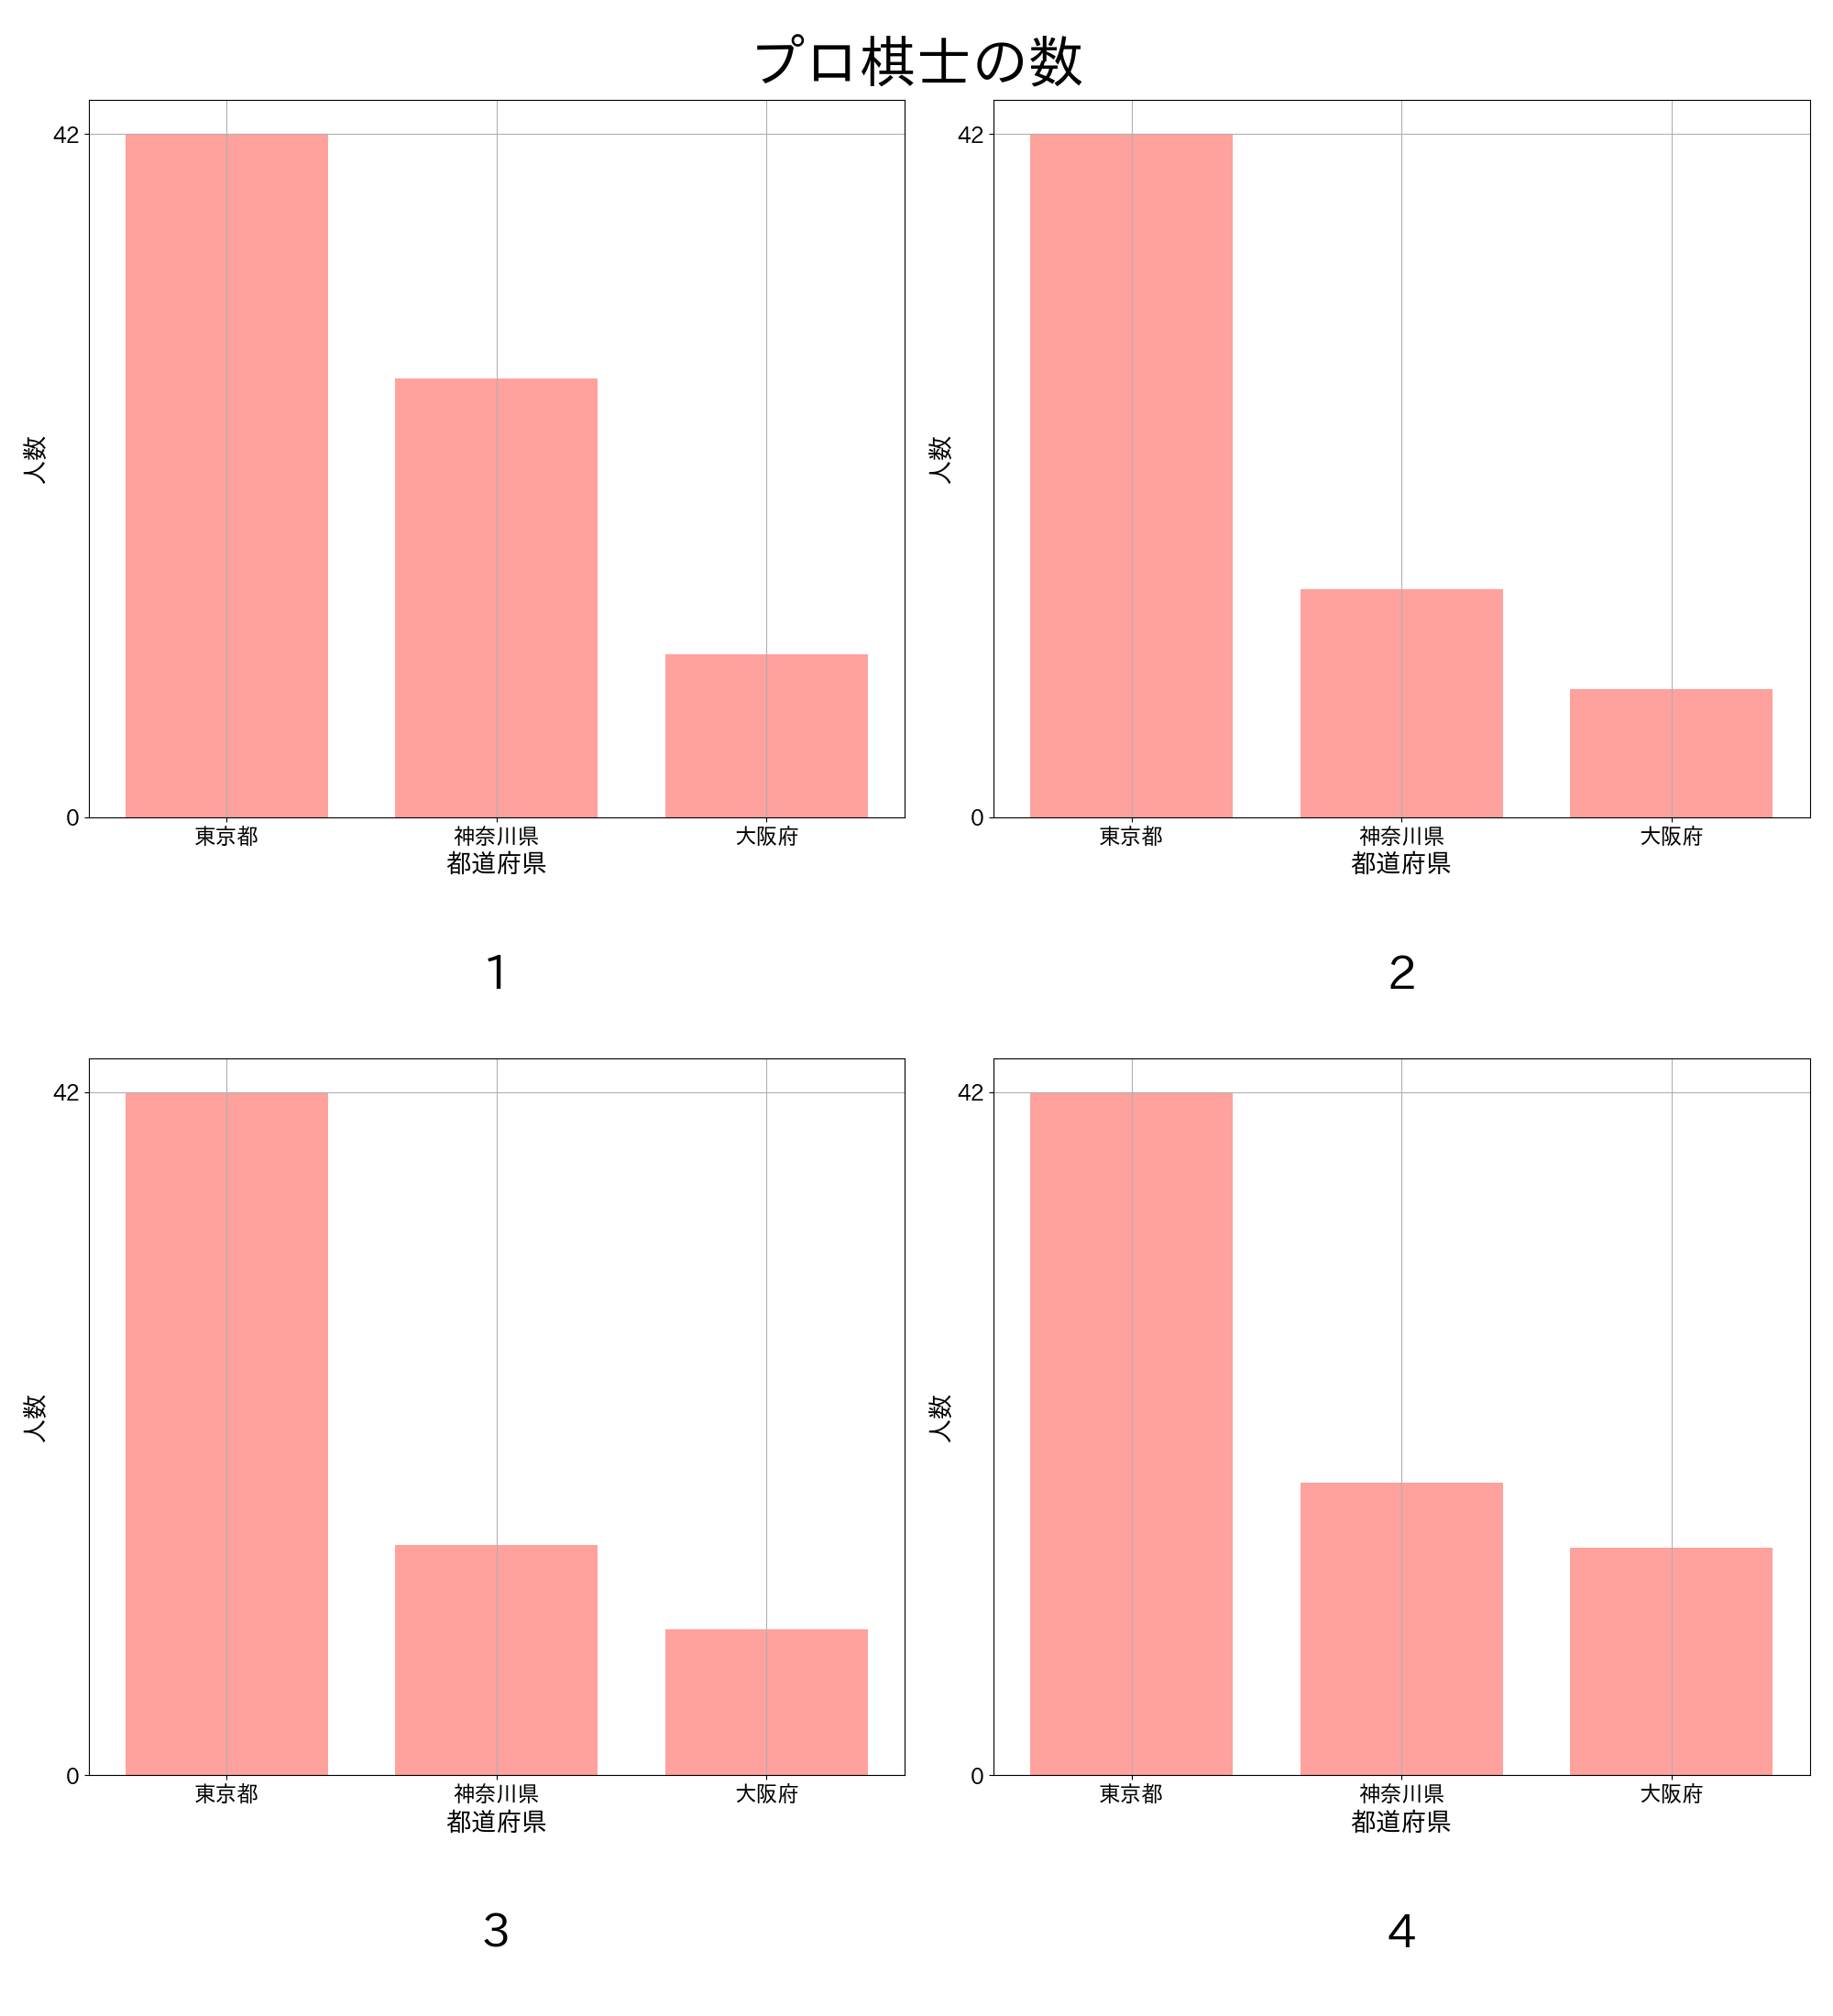 プロ棋士の数
42
0
人数
東京都 神奈川県 大阪府
都道府県
1
42
0
人数
東京都 神奈川県 大阪府
都道府県
2
42
0
人数
東京都 神奈川県 大阪府
都道府県
3
42
0
人数
東京都 神奈川県 大阪府
都道府県
4